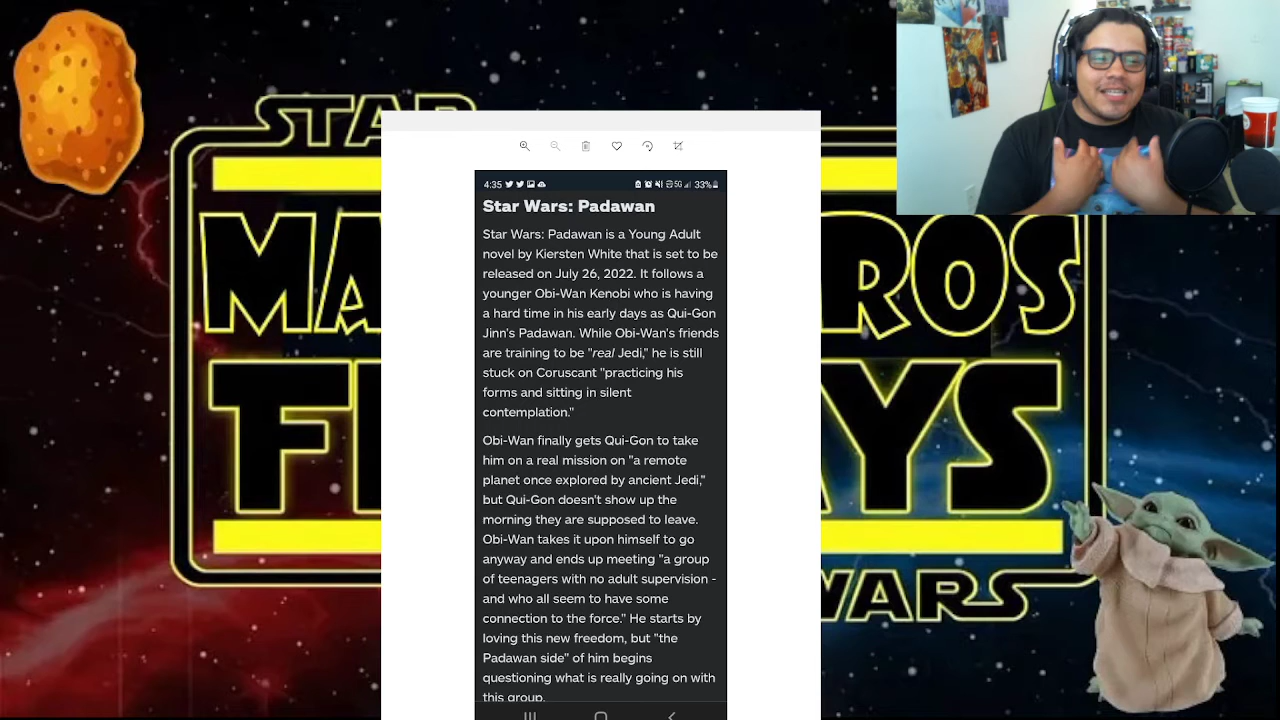 STAR
MA
ROS
F
AYS
WARS
4:35
5G
33%
Star Wars: Padawan
Star Wars: Padawan is a Young Adult
novel by Kiersten White that is set to be
released on July 26, 2022. It follows a
younger Obi-Wan Kenobi who is having
a hard time in his early days as Qui-Gon
Jinn's Padawan. While Obi-Wan's friends
are training to be "real Jedi," he is still
stuck on Coruscant "practicing his
forms and sitting in silent
contemplation."
Obi-Wan finally gets Qui-Gon to take
him on a real mission on "a remote
planet once explored by ancient Jedi,"
but Qui-Gon doesn't show up the
morning they are supposed to leave.
Obi-Wan takes it upon himself to go
anyway and ends up meeting "a group
of teenagers with no adult supervision -
and who all seem to have some
connection to the force." He starts by
loving this new freedom, but "the
Padawan side" of him begins
questioning what is really going on with
this group.